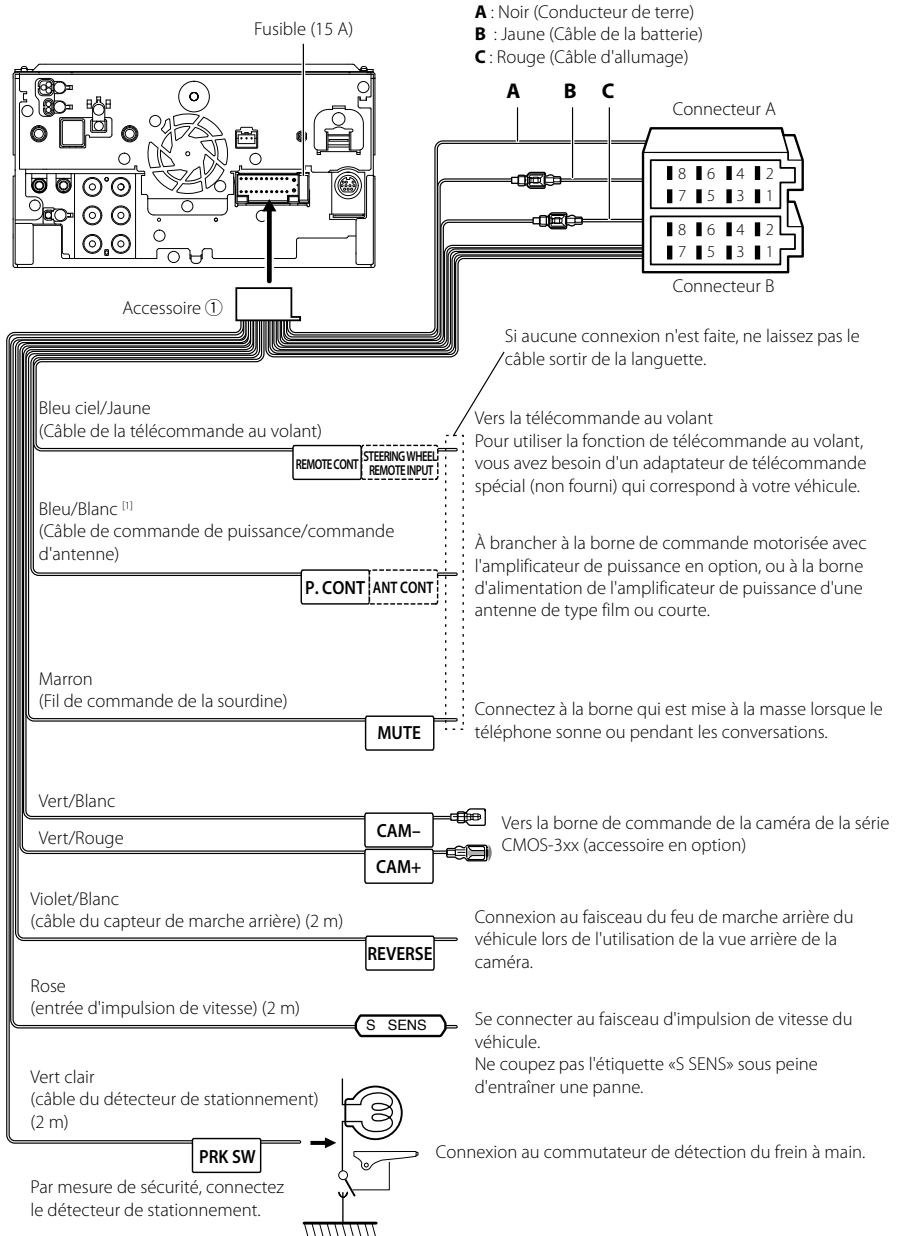 A : Noir (Conducteur de terre)
B : Jaune (Câble de la batterie)
C : Rouge (Câble d'allumage)
Fusible (15 A)
A B C
Connecteur A
8 6 4 2
7 5 3 1
8 6 4 2
7 5 3 1
Connecteur B
Accessoire ①
Si aucune connexion n'est faite, ne laissez pas le
câble sortir de la languette.
Bleu ciel/Jaune
(Câble de la télécommande au volant)
REMOTE CONT
STEERING WHEEL
REMOTE INPUT
Vers la télécommande au volant
Pour utiliser la fonction de télécommande au volant,
vous avez besoin d'un adaptateur de télécommande
spécial (non fourni) qui correspond à votre véhicule.
Bleu/Blanc [1]
(Câble de commande de puissance/commande
d'antenne)
P. CONT
ANT CONT
À brancher à la borne de commande motorisée avec
l'amplificateur de puissance en option, ou à la borne
d'alimentation de l'amplificateur de puissance d'une
antenne de type film ou courte.
Marron
(Fil de commande de la sourdine)
MUTE
Connectez à la borne qui est mise à la masse lorsque le
téléphone sonne ou pendant les conversations.
Vert/Blanc
CAM–
Vert/Rouge
CAM+
Vers la borne de commande de la caméra de la série
CMOS-3xx (accessoire en option)
Violet/Blanc
(câble du capteur de marche arrière) (2 m)
REVERSE
Connexion au faisceau du feu de marche arrière du
véhicule lors de l'utilisation de la vue arrière de la
caméra.
Rose
(entrée d'impulsion de vitesse) (2 m)
S SENS
Se connecter au faisceau d'impulsion de vitesse du
véhicule.
Ne coupez pas l'étiquette «S SENS» sous peine
d'entraîner une panne.
Vert clair
(câble du détecteur de stationnement)
(2 m)
PRK SW
Connexion au commutateur de détection du frein à main.
Par mesure de sécurité, connectez
le détecteur de stationnement.